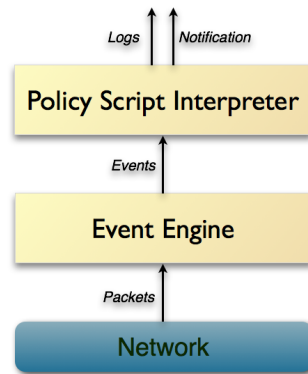 Logs Notification
Policy Script Interpreter
Events
Event Engine
Packets
Network